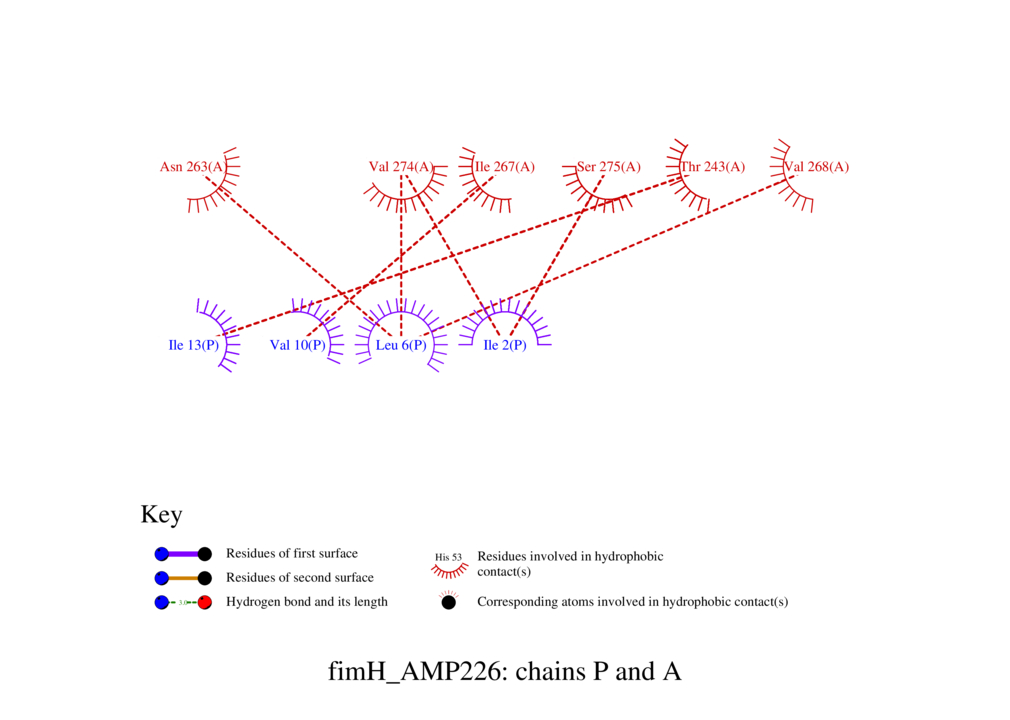 Asn 263(A) Val 274(A) Ile 267(A) Ser 275(A) Thr 243(A) Val 268(A)
Ile 13(P) Val 10(P) Leu 6(P) Ile 2(P)
Key
Residues of first surface
Residues of second surface
3.0
Hydrogen bond and its length
His 53
Residues involved in hydrophobic
contact(s)
Corresponding atoms involved in hydrophobic contact(s)
fimH_AMP226: chains P and A